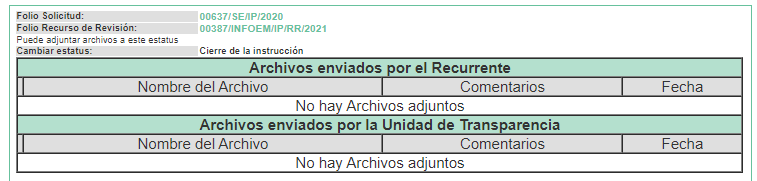 Folio Solicitud: 00637/SE/IP/2020
Folio Recurso de Revisión: 00387/INFOEM/IP/RR/2021
Puede adjuntar archivos a este estatus
Cambiar estatus: Cierre de la instrucción
Archivos enviados por el Recurrente
Nombre del Archivo Comentarios Fecha
No hay Archivos adjuntos
Archivos enviados por la Unidad de Transparencia
Nombre del Archivo Comentarios Fecha
No hay Archivos adjuntos